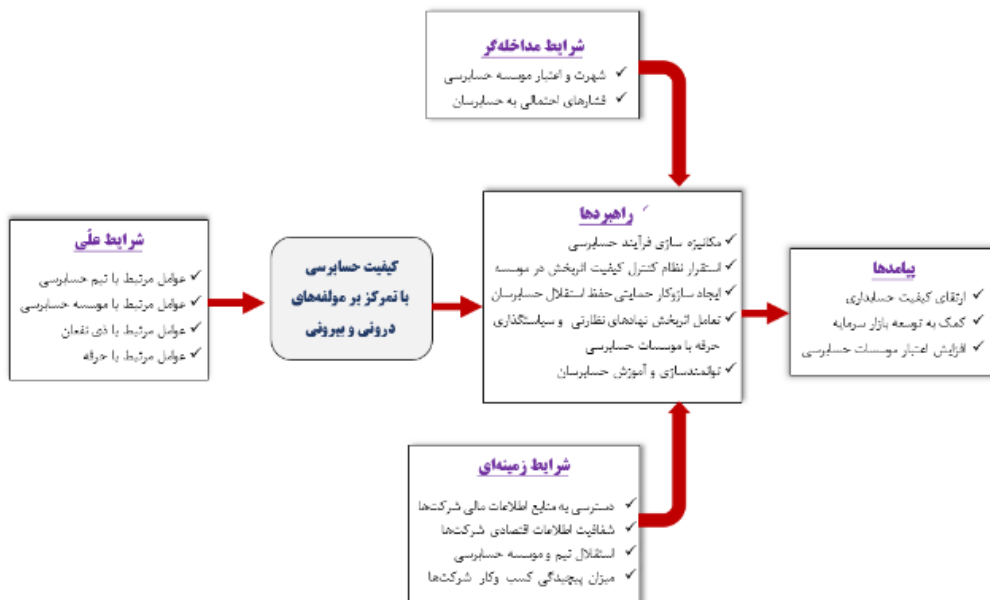 شرایط مداخله‌گر
✓ شهرت و اعتبار موسسه حسابرسی
✓ فشارهای احتمالی به حسابرسان
شرایط علّی
✓ عوامل مرتبط با تیم حسابرسی
✓ عوامل مرتبط با موسسه حسابرسی
✓ عوامل مرتبط با ذی نفعان
✓ عوامل مرتبط با حرفه
کیفیت حسابرسی
با تمرکز بر مولفه‌های
درونی و بیرونی
راهبردها
✓ مکانیزه سازی فرآیند حسابرسی
✓ استقرار نظام کنترل کیفیت اثربخش در موسسه
✓ ایجاد سازوکار حمایتی حفظ استقلال حسابرسان
✓ تعامل اثربخش نهادهای نظارتی و سیاستگذاری
حرفه با موسسات حسابرسی
✓ توانمندسازی و آموزش حسابرسان
پیامدها
✓ ارتقای کیفیت حسابداری
✓ کمک به توسعه بازار سرمایه
✓ افزایش اعتبار موسسات حسابرسی
شرایط زمینه‌ای
✓ دسترسی به منابع اطلاعات مالی شرکت‌ها
✓ شفافیت اطلاعات اقتصادی شرکت‌ها
✓ استقلال تیم و موسسه حسابرسی
✓ میزان پیچیدگی کسب وکار شرکت‌ها